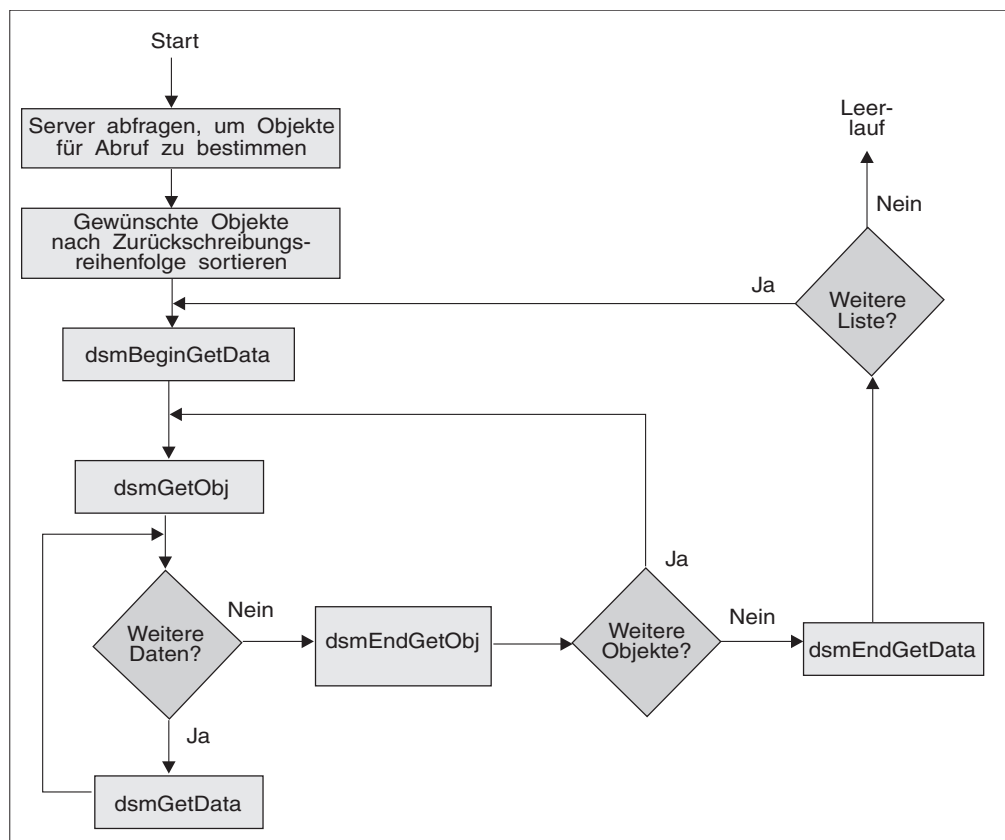 Start
Server abfragen, um Objekte
für Abruf zu bestimmen
Gewünschte Objekte
nach Zurückschreibungs-
reihenfolge sortieren
Leer-
lauf
Nein
Ja
Weitere
Liste?
dsmBeginGetData
dsmGetObj
Ja
Nein
Weitere
Daten?
dsmEndGetObj
Weitere
Objekte?
Nein
dsmEndGetData
Ja
dsmGetData